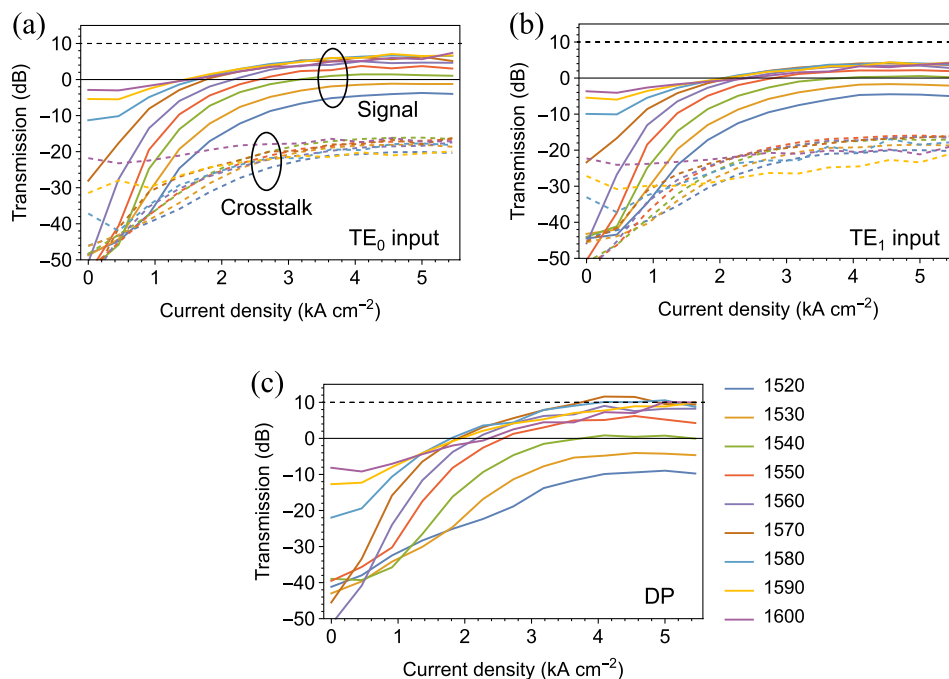 (a)
Transmission (dB)
10
0
−10
−20
−30
−40
−50
Signal
Crosstalk
TE0 input
0 1 2 3 4 5
Current density (kA cm−2)
(b)
Transmission (dB)
10
0
−10
−20
−30
−40
−50
TE1 input
0 1 2 3 4 5
Current density (kA cm−2)
(c)
Transmission (dB)
10
0
−10
−20
−30
−40
−50
DP
0 1 2 3 4 5
Current density (kA cm−2)
1520
1530
1540
1550
1560
1570
1580
1590
1600